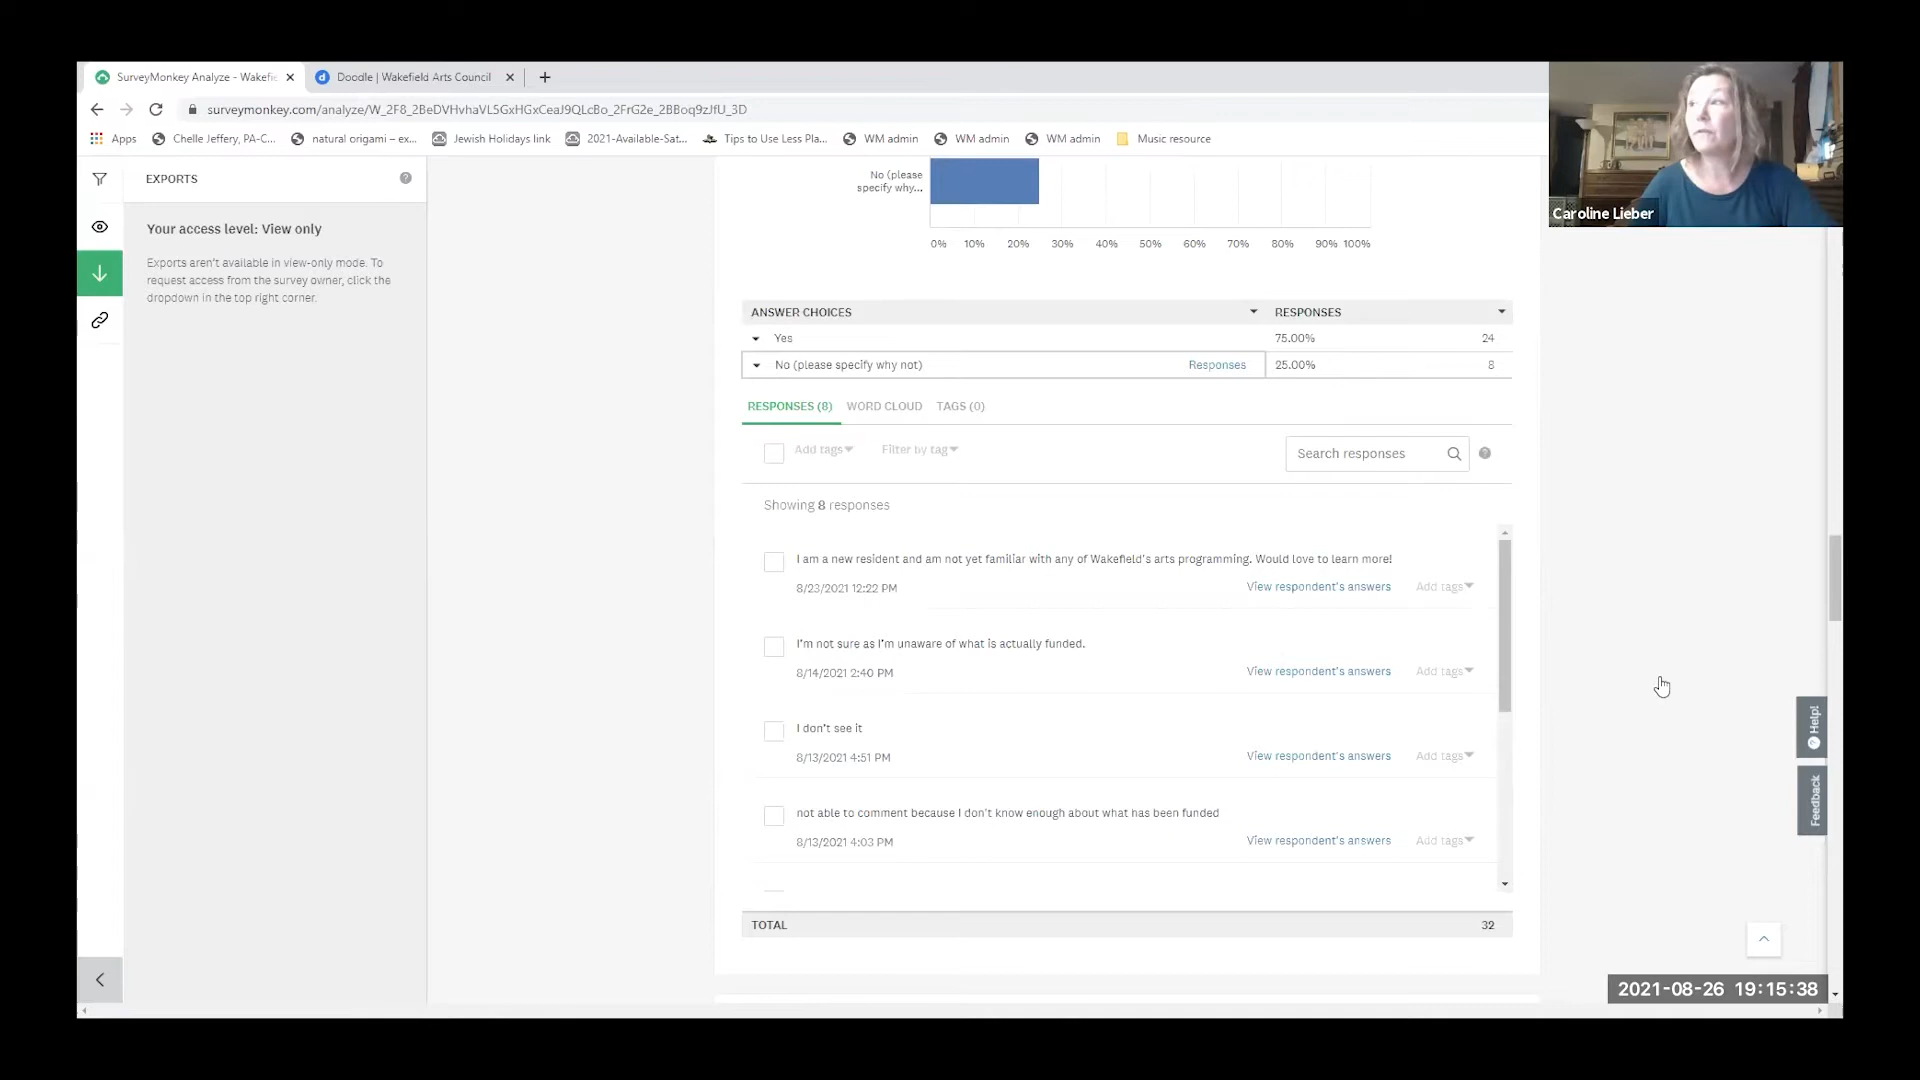 SurveyMonkey Analyze - Wakefie
Doodle | Wakefield Arts Council
surveymonkey.com/analyze/W_2F8_2BeDVHvhaVL5GxHGxCeaJ9QLcBo_2FrG2e_2BBoq9zJfU_3D
Apps
Chelle Jeffery, PA-C...
natural origami – ex...
Jewish Holidays link
2021-Available-Sat...
Tips to Use Less Pla...
WM admin
WM admin
WM admin
Music resource
Caroline Lieber
EXPORTS
Your access level: View only
Exports aren't available in view-only mode. To
request access from the survey owner, click the
dropdown in the top right corner.
No (please
specify why...
0% 10% 20% 30% 40% 50% 60% 70% 80% 90% 100%
ANSWER CHOICES RESPONSES
Yes 75.00% 24
No (please specify why not) Responses 25.00% 8
RESPONSES (8) WORD CLOUD TAGS (0)
Add tags Filter by tag Search responses
Showing 8 responses
I am a new resident and am not yet familiar with any of Wakefield's arts programming. Would love to learn more!
8/23/2021 12:22 PM View respondent's answers Add tags
I'm not sure as I'm unaware of what is actually funded.
8/14/2021 2:40 PM View respondent's answers Add tags
I don't see it
8/13/2021 4:51 PM View respondent's answers Add tags
not able to comment because I don't know enough about what has been funded
8/13/2021 4:03 PM View respondent's answers Add tags
TOTAL 32
Help!
Feedback
2021-08-26 19:15:38